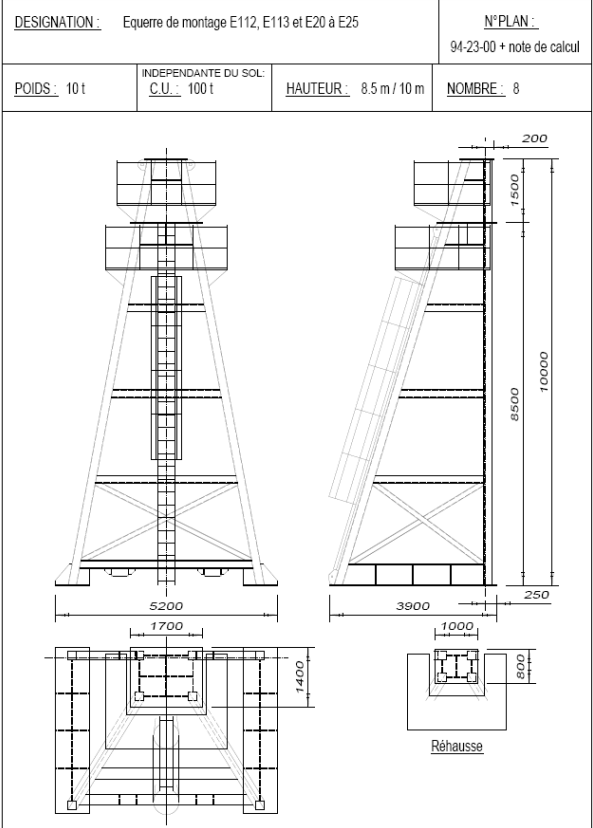 DESIGNATION : Equerre de montage E112, E113 et E20 à E25
N°PLAN :
94-23-00 + note de calcul
POIDS : 10 t
INDEPENDANTE DU SOL:
C.U. : 100 t
HAUTEUR : 8.5 m / 10 m
NOMBRE : 8
200
1500
10000
8500
250
5200
3900
1700
1000
1400
800
Réhausse